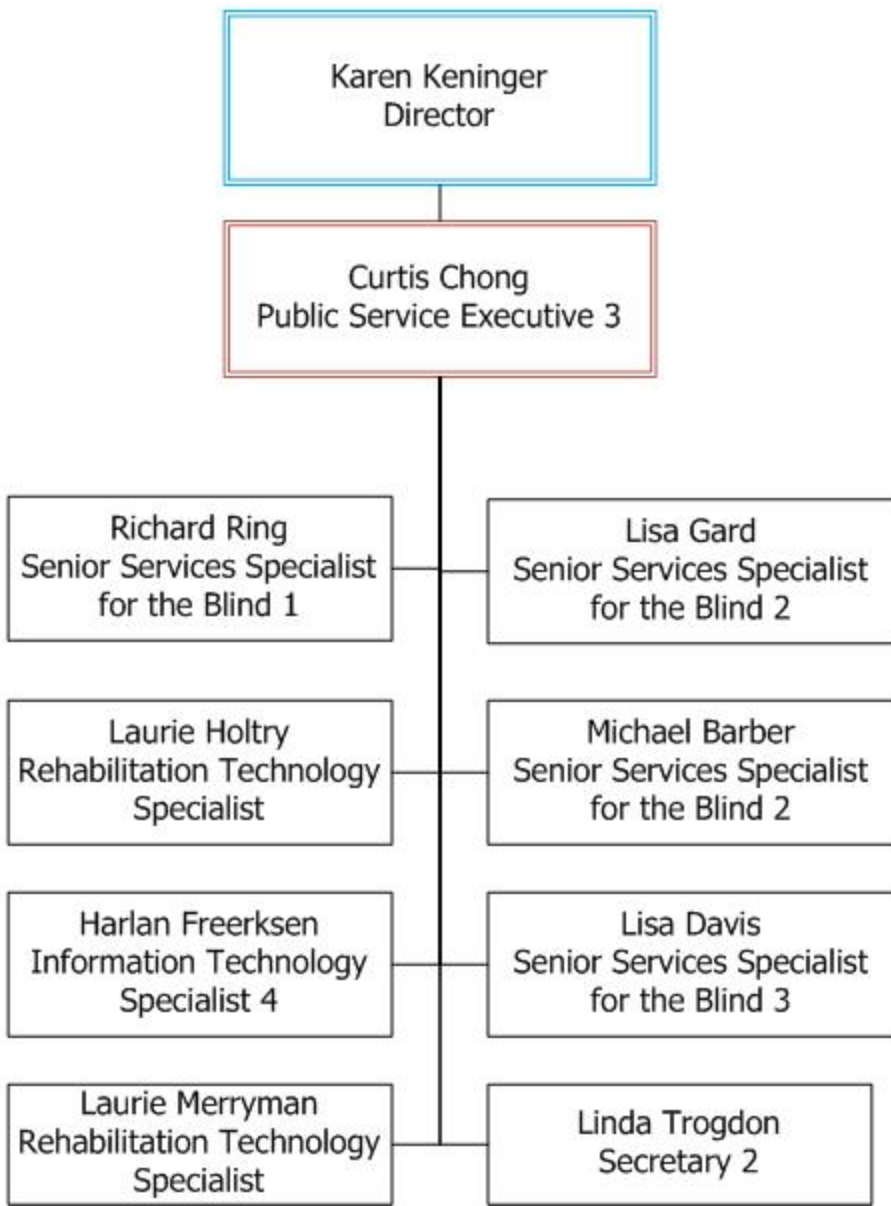 Karen Keninger
Director
Curtis Chong
Public Service Executive 3
Richard Ring
Senior Services Specialist
for the Blind 1
Lisa Gard
Senior Services Specialist
for the Blind 2
Laurie Holtry
Rehabilitation Technology
Specialist
Michael Barber
Senior Services Specialist
for the Blind 2
Harlan Freerksen
Information Technology
Specialist 4
Lisa Davis
Senior Services Specialist
for the Blind 3
Laurie Merryman
Rehabilitation Technology
Specialist
Linda Trogdon
Secretary 2